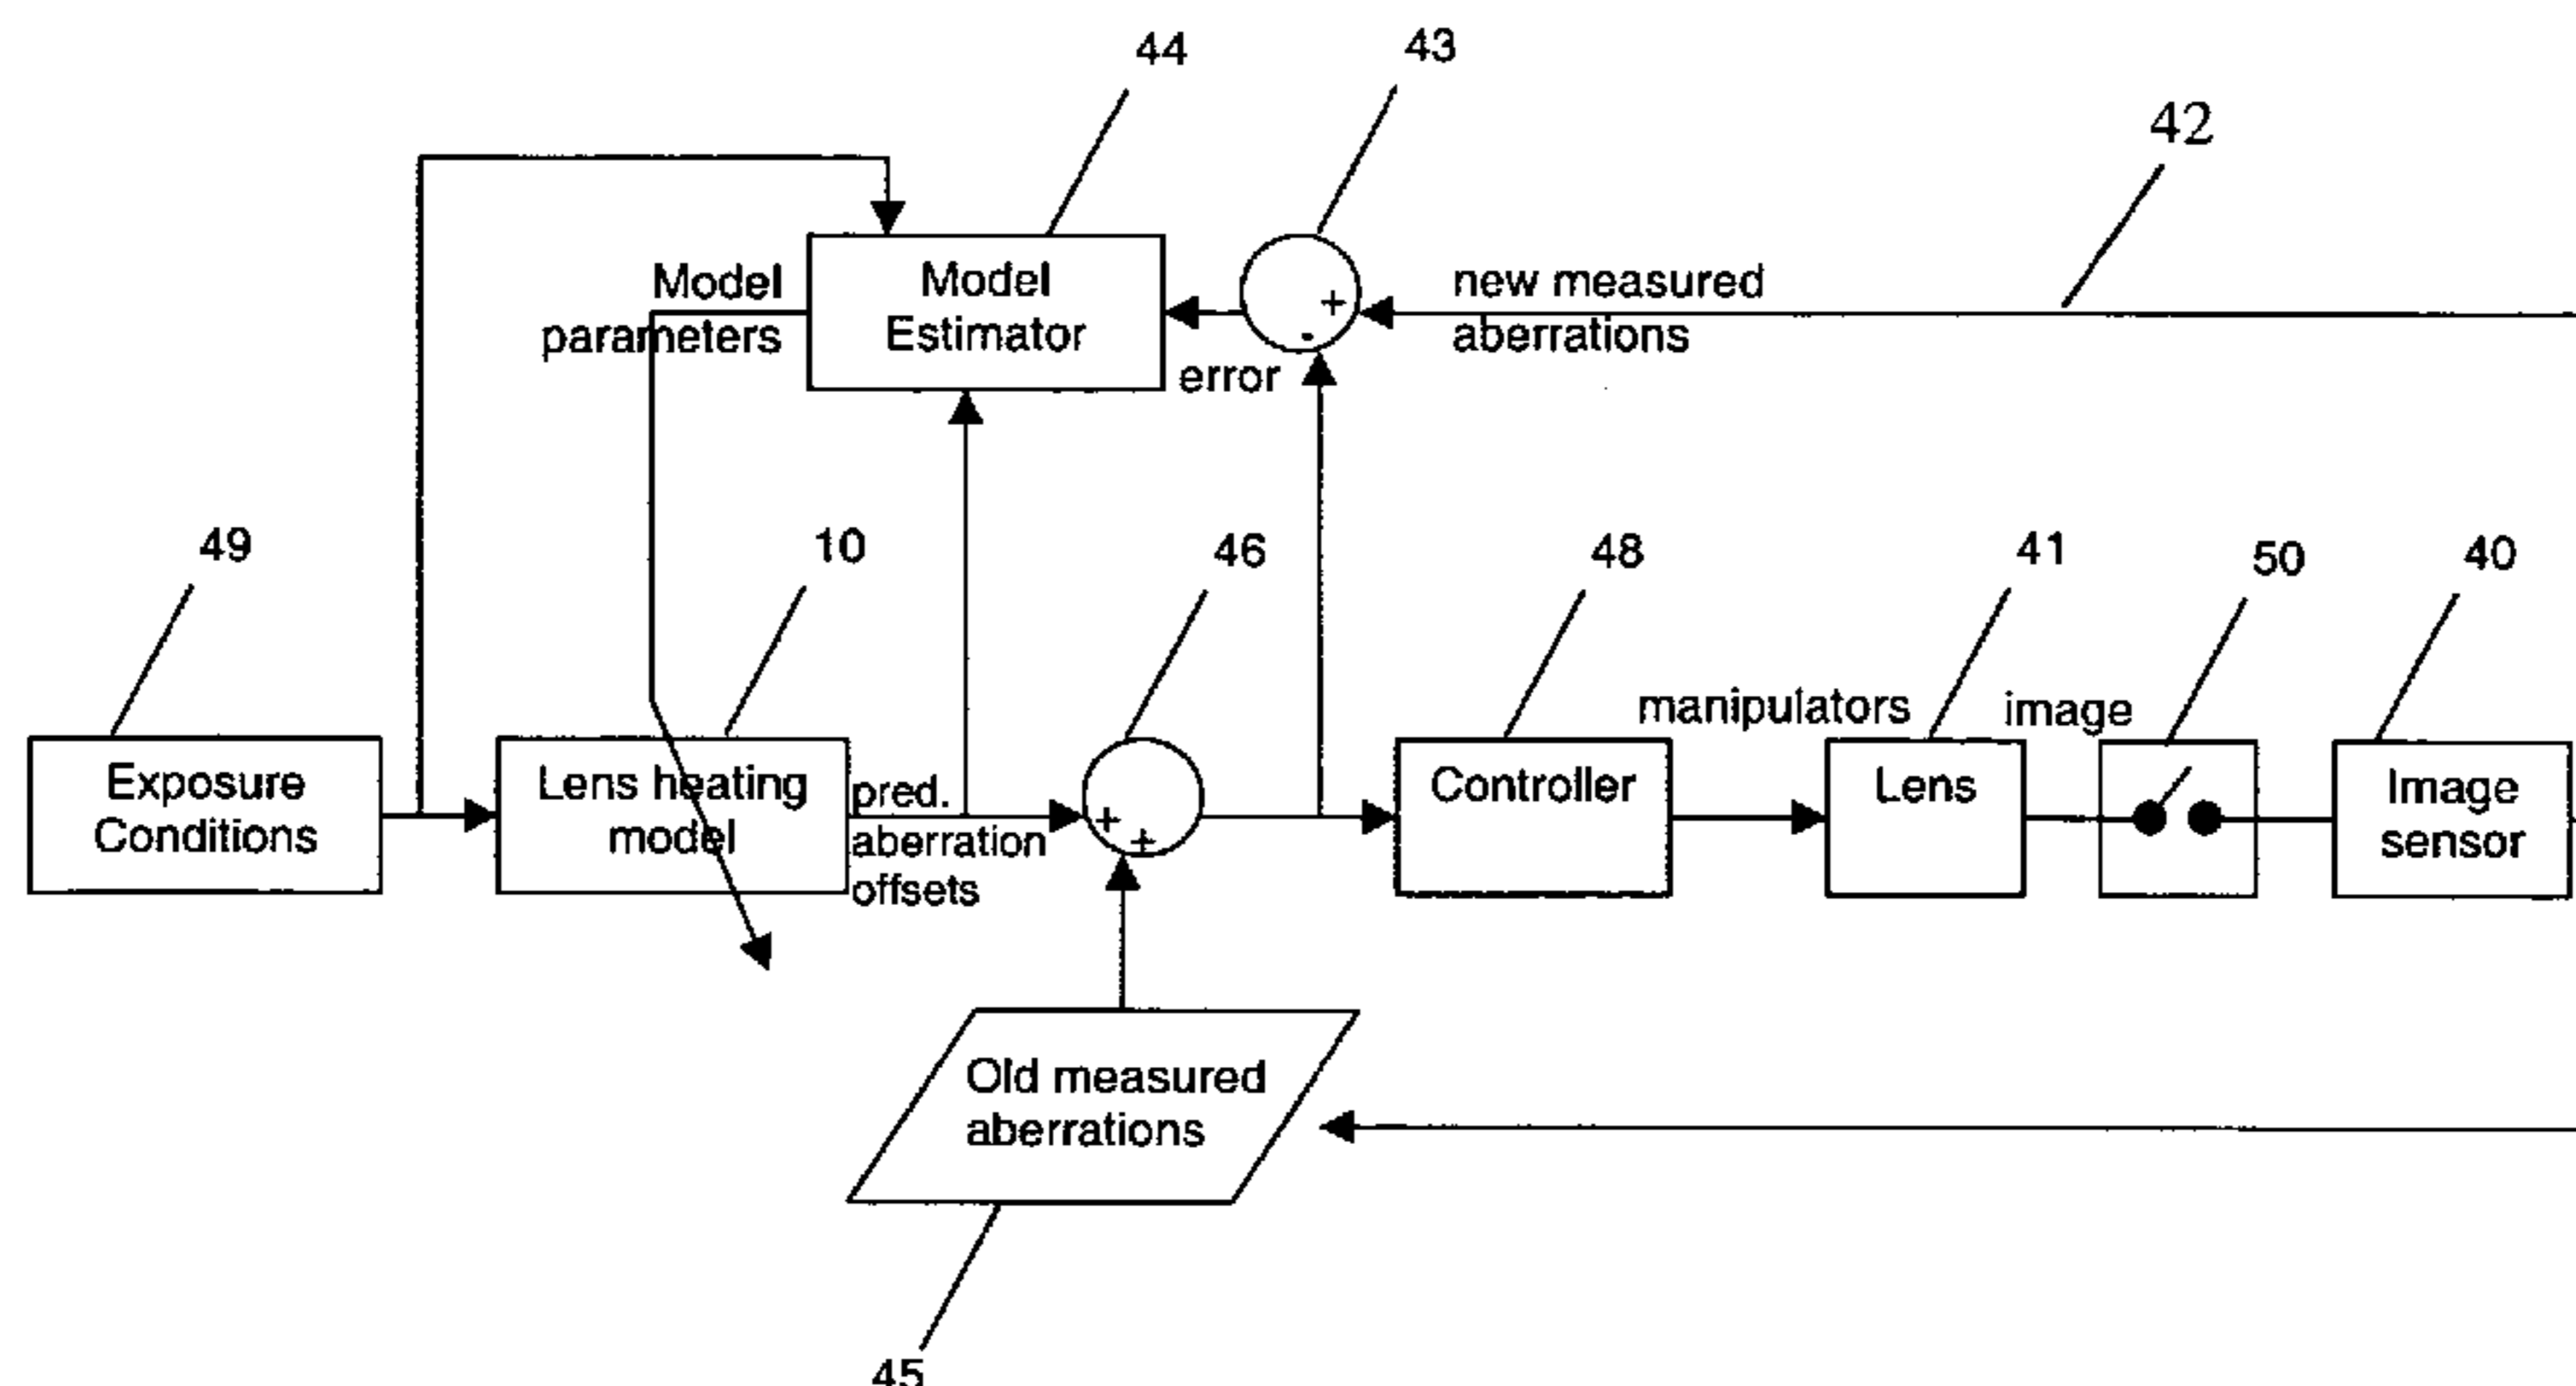 44
43
42
Model
parameters
Model
Estimator
+
-
error
new measured
aberrations
49
10
46
48
41
50
40
Exposure
Conditions
Lens heating
model
pred.
aberration
offsets
+
+
Controller
manipulators
Lens
image
Image
sensor
Old measured
aberrations
45